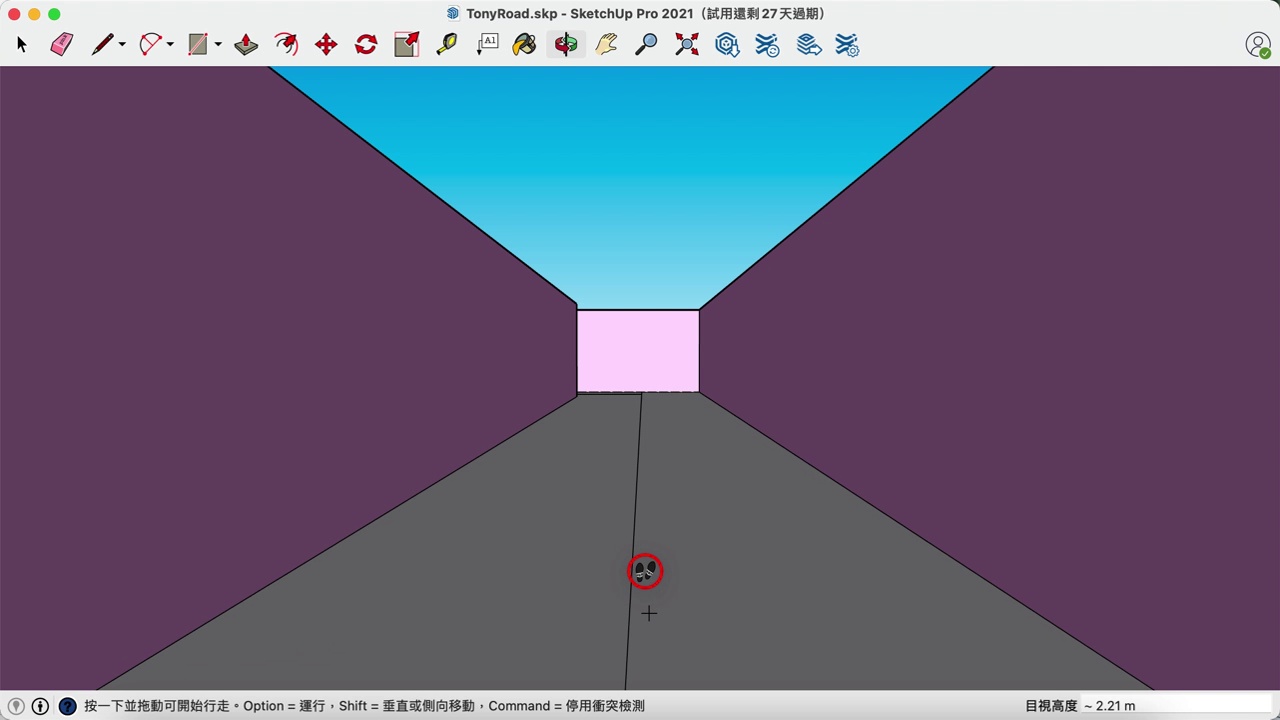 TonyRoad.skp - SketchUp Pro 2021（試用還剩 27 天過期）
A1
按一下並拖動可開始行走。Option = 運行，Shift = 垂直或側向移動，Command = 停用衝突檢測
目視高度 ~ 2.21 m